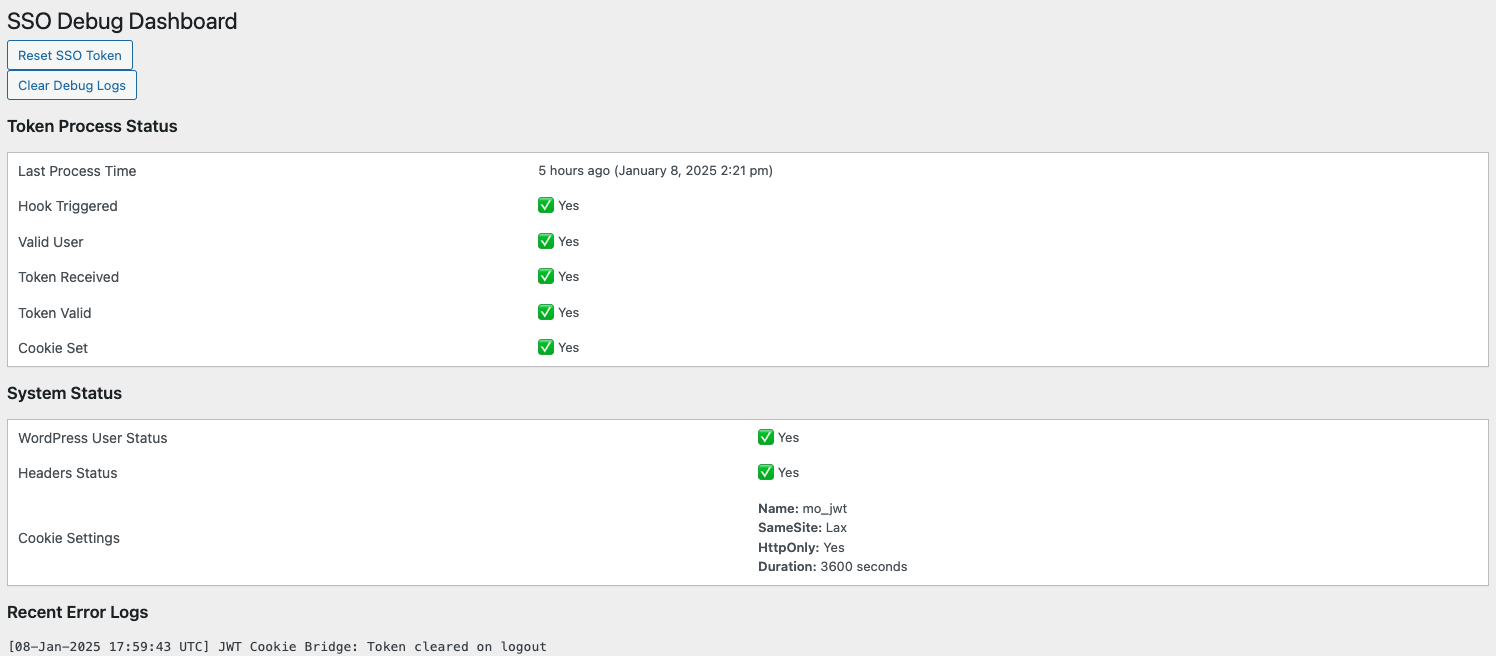 SSO Debug Dashboard
Reset SSO Token
Clear Debug Logs
Token Process Status
Last Process Time 5 hours ago (January 8, 2025 2:21 pm)
Hook Triggered ✅ Yes
Valid User ✅ Yes
Token Received ✅ Yes
Token Valid ✅ Yes
Cookie Set ✅ Yes
System Status
WordPress User Status ✅ Yes
Headers Status ✅ Yes
Cookie Settings
Name: mo_jwt
SameSite: Lax
HttpOnly: Yes
Duration: 3600 seconds
Recent Error Logs
[08-Jan-2025 17:59:43 UTC] JWT Cookie Bridge: Token cleared on logout